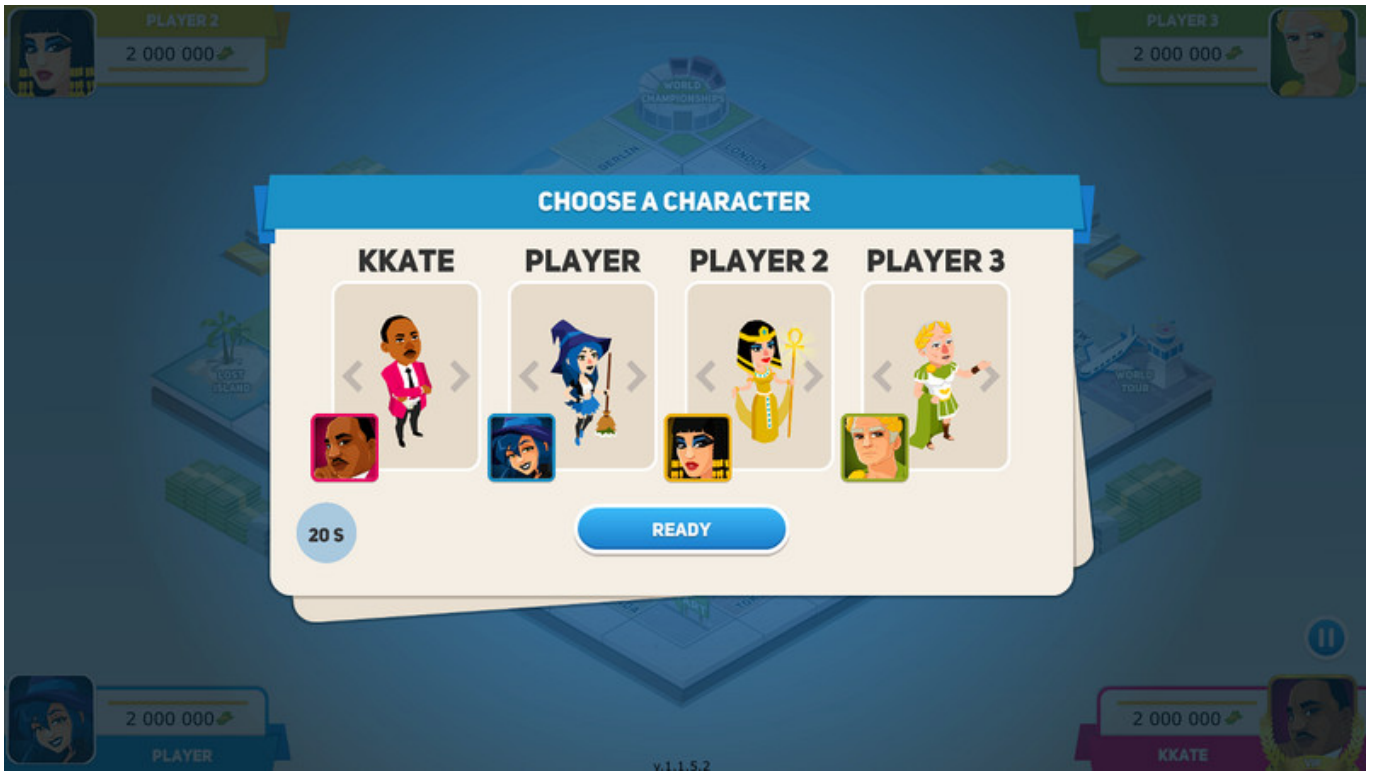 PLAYER 2
2 000 000
PLAYER 3
2 000 000
WORLD
CHAMPIONSHIPS
BERLIN
LONDON
CHOOSE A CHARACTER
KKATE
PLAYER
PLAYER 2
PLAYER 3
LOST
ISLAND
WORLD
TOUR
20 S
READY
2 000 000
PLAYER
2 000 000
KKATE
VIP
v.1.1.5.2